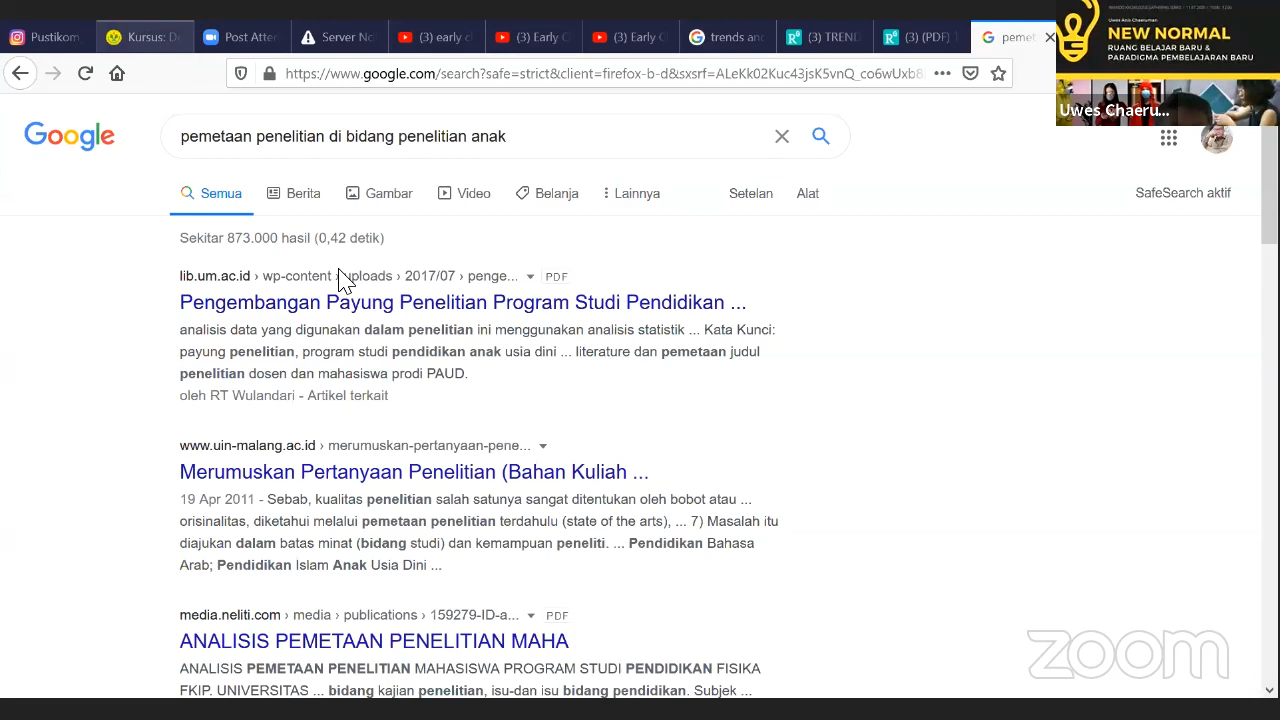 Pustikom
Kursus: De
Post Atte
Server No
Properly cl
(3) Early C
(3) Early C
trends and
(3) TREND
(3) (PDF) T
pemet
https://www.google.com/search?safe=strict&client=firefox-b-d&sxsrf=ALeKk02Kuc43jsK5vnQ_co6wUxb8
NEW NORMAL
RUANG BELAJAR BARU &
PARADIGMA PEMBELAJARAN BARU
Uwes Chaeru...
Google
pemetaan penelitian di bidang penelitian anak
Semua
Berita
Gambar
Video
Belanja
Lainnya
Setelan
Alat
SafeSearch aktif
Sekitar 873.000 hasil (0,42 detik)
lib.um.ac.id › wp-content › uploads › 2017/07 › penge... PDF
Pengembangan Payung Penelitian Program Studi Pendidikan ...
analisis data yang digunakan dalam penelitian ini menggunakan analisis statistik ... Kata Kunci:
payung penelitian, program studi pendidikan anak usia dini ... literature dan pemetaan judul
penelitian dosen dan mahasiswa prodi PAUD.
oleh RT Wulandari - Artikel terkait
www.uin-malang.ac.id › merumuskan-pertanyaan-pene...
Merumuskan Pertanyaan Penelitian (Bahan Kuliah ...
19 Apr 2011 - Sebab, kualitas penelitian salah satunya sangat ditentukan oleh bobot atau ...
orisinalitas, diketahui melalui pemetaan penelitian terdahulu (state of the arts), ... 7) Masalah itu
diajukan dalam batas minat (bidang studi) dan kemampuan peneliti. ... Pendidikan Bahasa
Arab; Pendidikan Islam Anak Usia Dini ...
media.neliti.com › media › publications › 159279-ID-a... PDF
ANALISIS PEMETAAN PENELITIAN MAHA
ANALISIS PEMETAAN PENELITIAN MAHASISWA PROGRAM STUDI PENDIDIKAN FISIKA
FKIP. UNIVERSITAS ... bidang kajian penelitian, isu-dan isu bidang pendidikan. Subjek ...
zoom